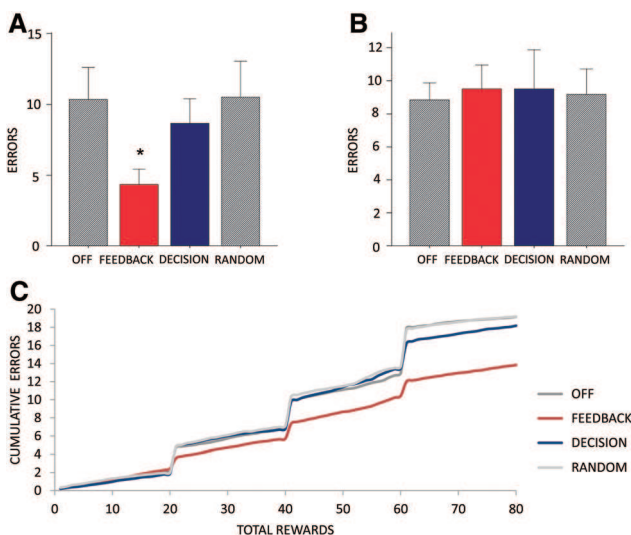 A
15
10
5
0
ERRORS
*
OFF FEEDBACK DECISION RANDOM
B
12
10
8
6
4
2
0
ERRORS
OFF FEEDBACK DECISION RANDOM
C
20
18
16
14
12
10
8
6
4
2
0
CUMULATIVE ERRORS
0 10 20 30 40 50 60 70 80
TOTAL REWARDS
OFF
FEEDBACK
DECISION
RANDOM